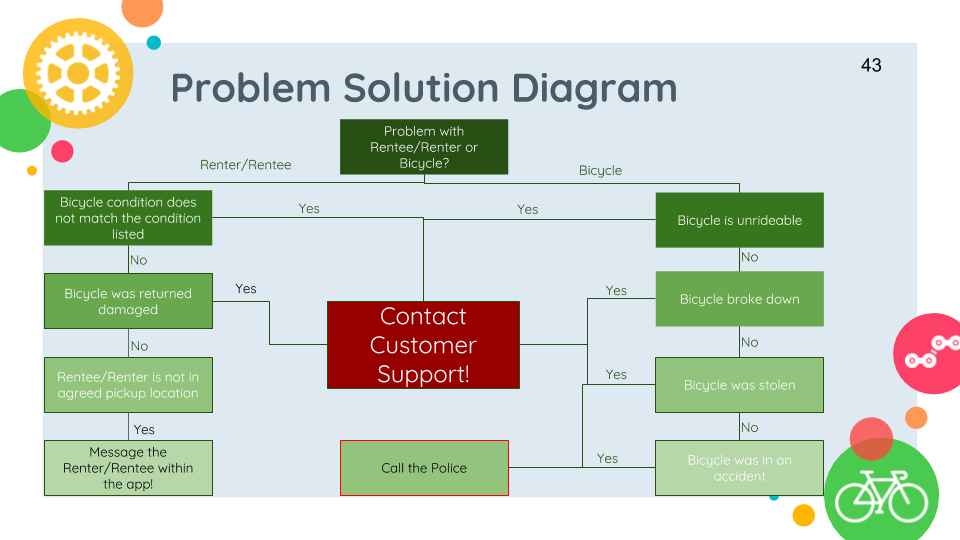 43
Problem Solution Diagram
Problem with
Rentee/Renter or
Bicycle?
Renter/Rentee
Bicycle
Bicycle condition does
not match the condition
listed
Yes
Yes
Bicycle is unrideable
No
No
Bicycle was returned
damaged
Yes
Contact
Customer
Support!
Yes
Bicycle broke down
No
No
Rentee/Renter is not in
agreed pickup location
Yes
Bicycle was stolen
Yes
No
Message the
Renter/Rentee within
the app!
Call the Police
Yes
Bicycle was in an
accident